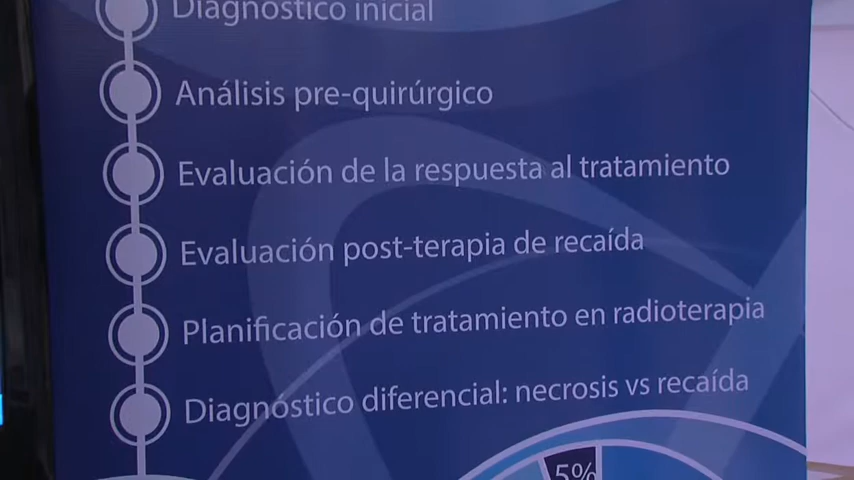 Diagnóstico inicial
Análisis pre-quirúrgico
Evaluación de la respuesta al tratamiento
Evaluación post-terapia de recaída
Planificación de tratamiento en radioterapia
Diagnóstico diferencial: necrosis vs recaída
5%